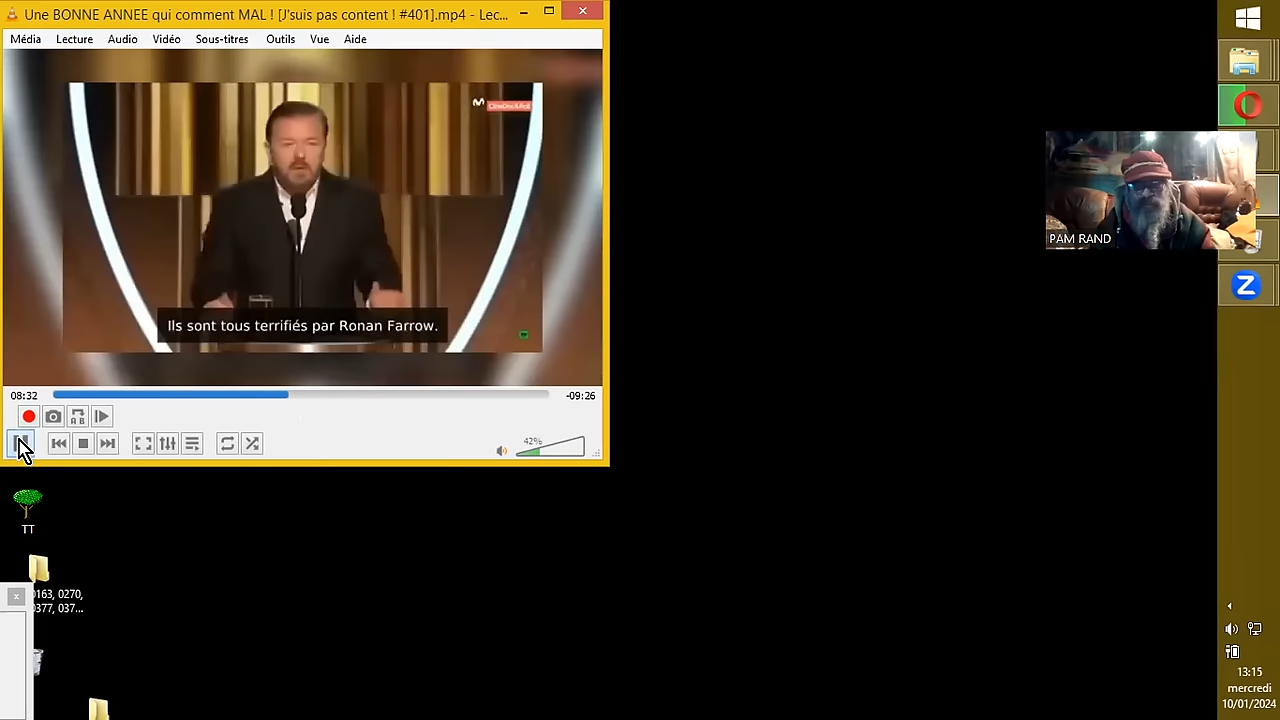 Une BONNE ANNEE qui comment MAL ! [J'suis pas content ! #401].mp4 - Lec...
Média Lecture Audio Vidéo Sous-titres Outils Vue Aide
Ils sont tous terrifiés par Ronan Farrow.
08:32
-09:26
42%
PAM RAND
TT
0163, 0270,
0377, 037...
13:15
mercredi
10/01/2024